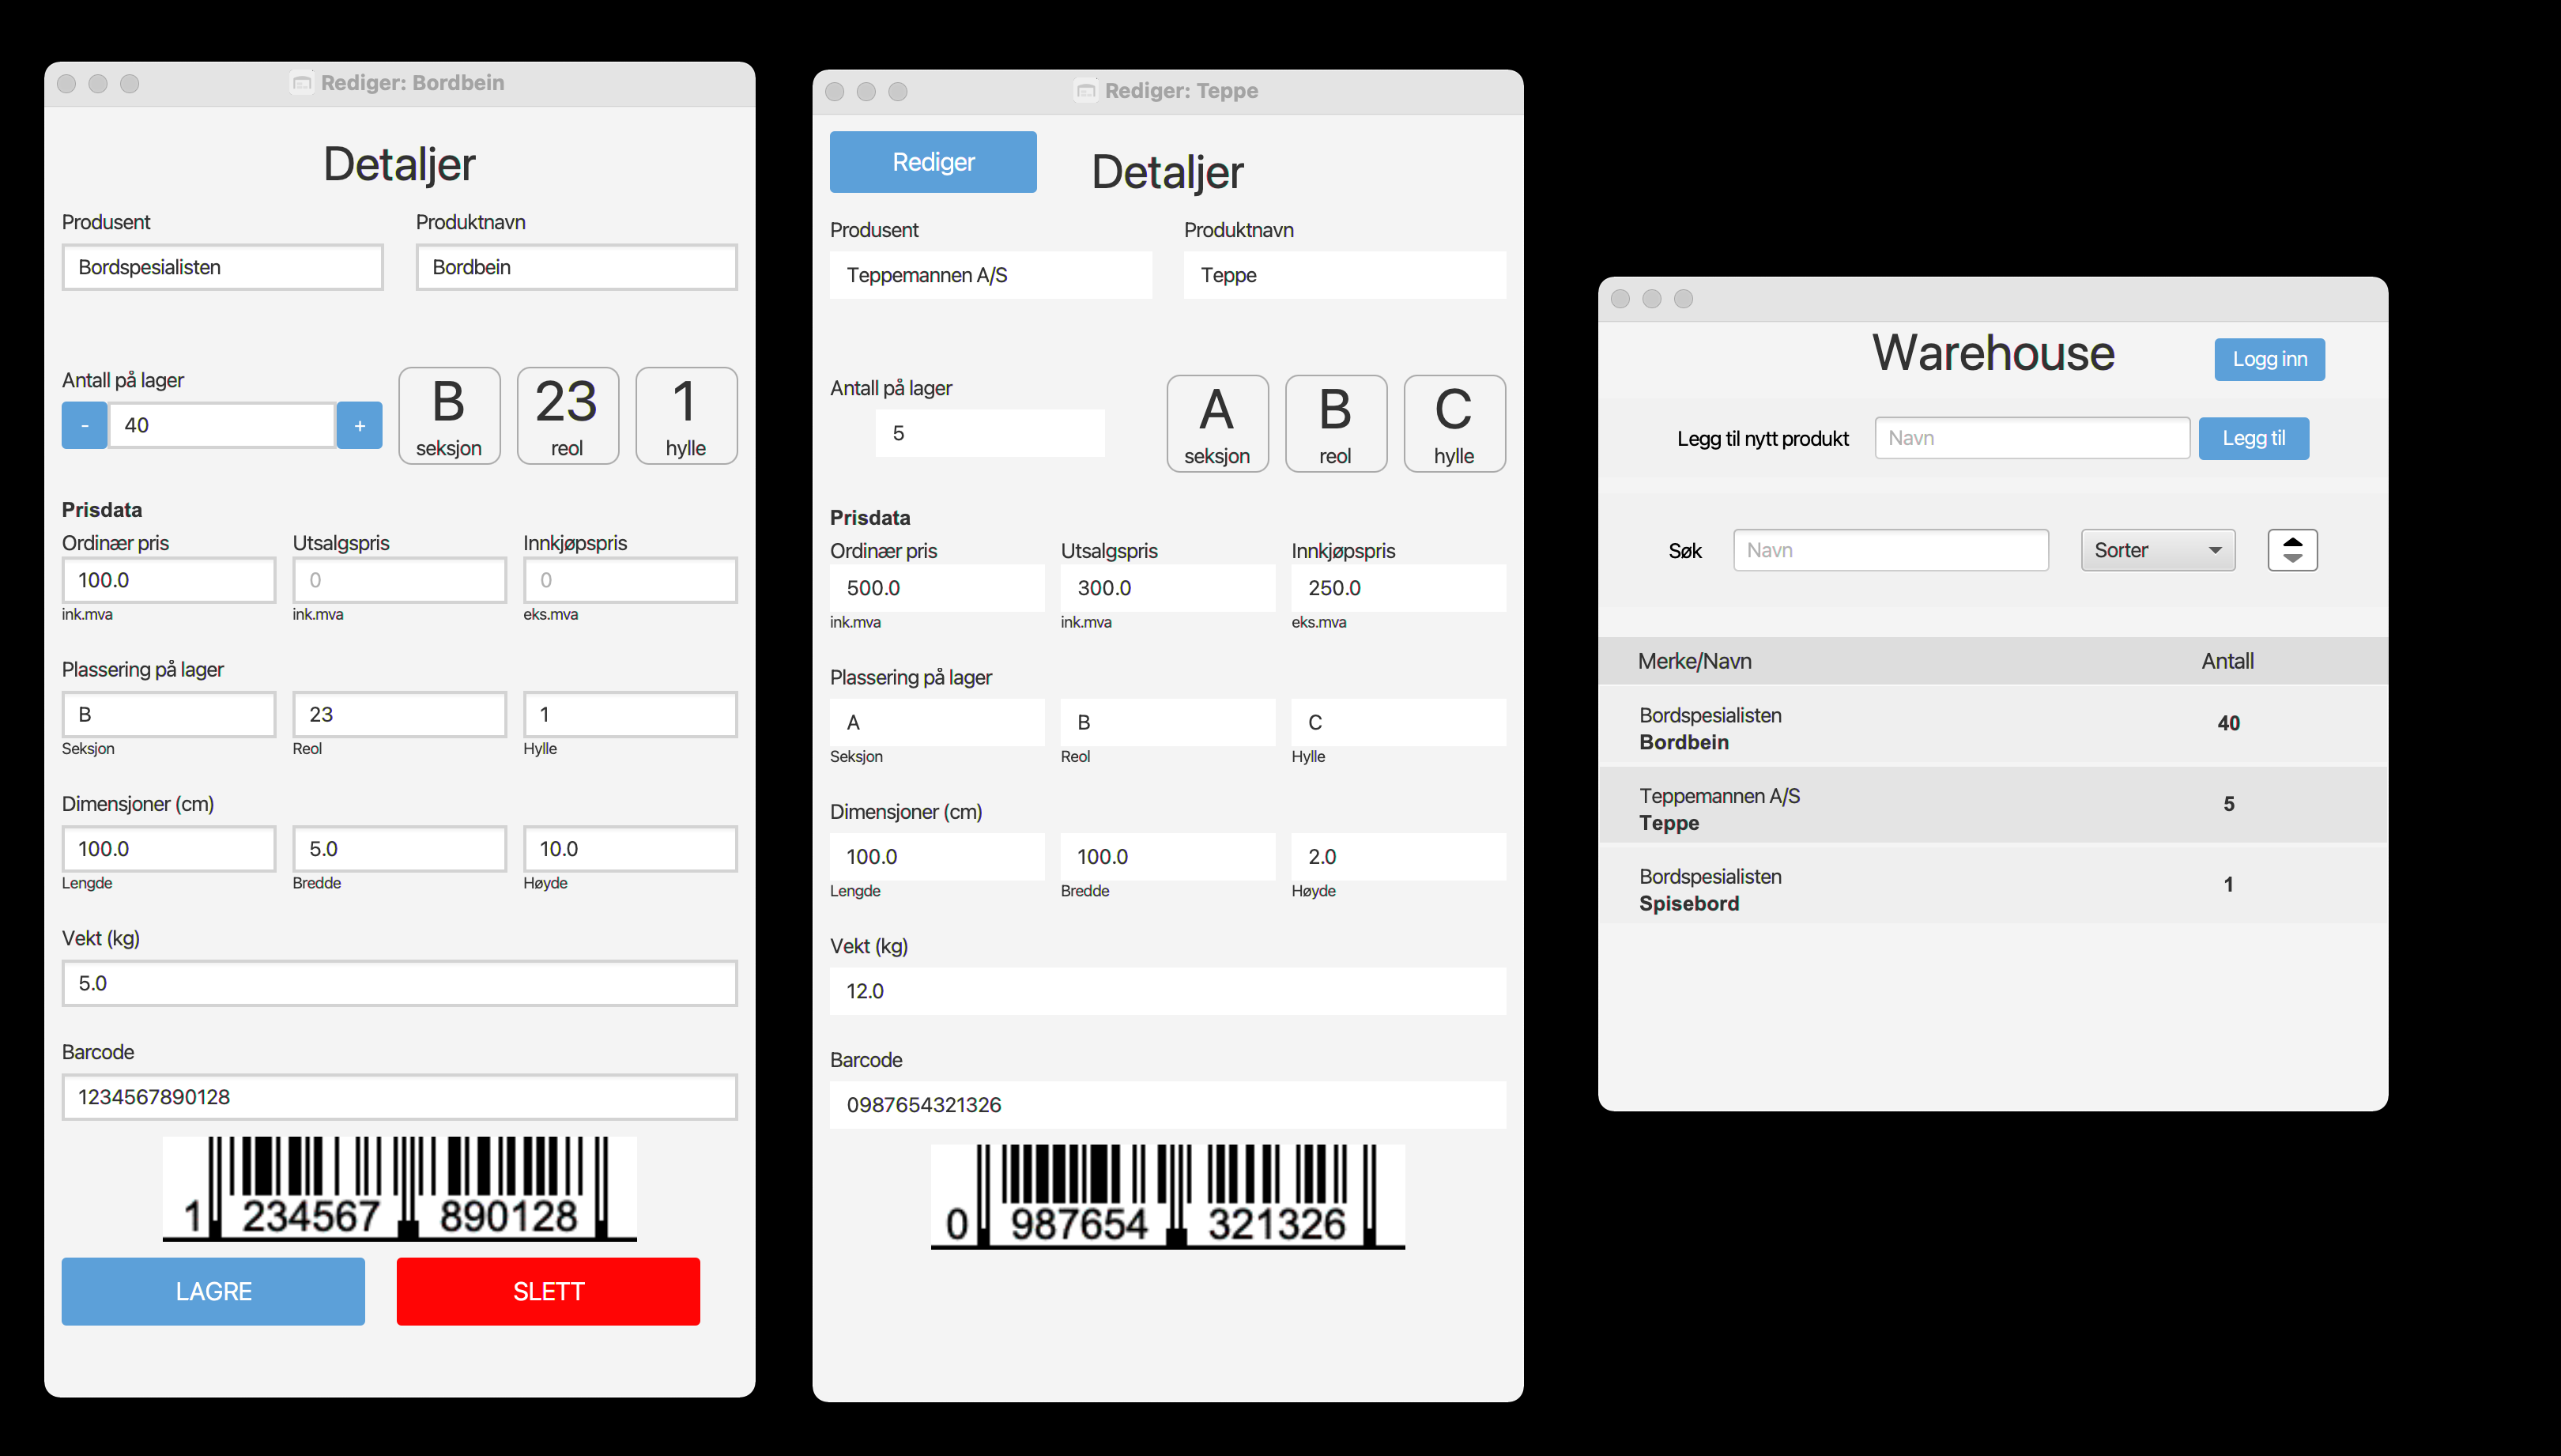 Rediger: Bordbein
Detaljer
Produsent Produktnavn
Bordspesialisten Bordbein
Antall på lager
- 40 +
B 23 1
seksjon reol hylle
Prisdata
Ordinær pris Utsalgspris Innkjøpspris
100.0 0 0
ink.mva ink.mva eks.mva
Plassering på lager
B 23 1
Seksjon Reol Hylle
Dimensjoner (cm)
100.0 5.0 10.0
Lengde Bredde Høyde
Vekt (kg)
5.0
Barcode
1234567890128
1 234567 890128
LAGRE SLETT
Rediger: Teppe
Rediger
Detaljer
Produsent Produktnavn
Teppemannen A/S Teppe
Antall på lager
5
A B C
seksjon reol hylle
Prisdata
Ordinær pris Utsalgspris Innkjøpspris
500.0 300.0 250.0
ink.mva ink.mva eks.mva
Plassering på lager
A B C
Seksjon Reol Hylle
Dimensjoner (cm)
100.0 100.0 2.0
Lengde Bredde Høyde
Vekt (kg)
12.0
Barcode
0987654321326
0 987654 321326
Warehouse
Logg inn
Legg til nytt produkt Navn Legg til
Søk Navn Sorter
Merke/Navn Antall
Bordspesialisten
Bordbein 40
Teppemannen A/S
Teppe 5
Bordspesialisten
Spisebord 1